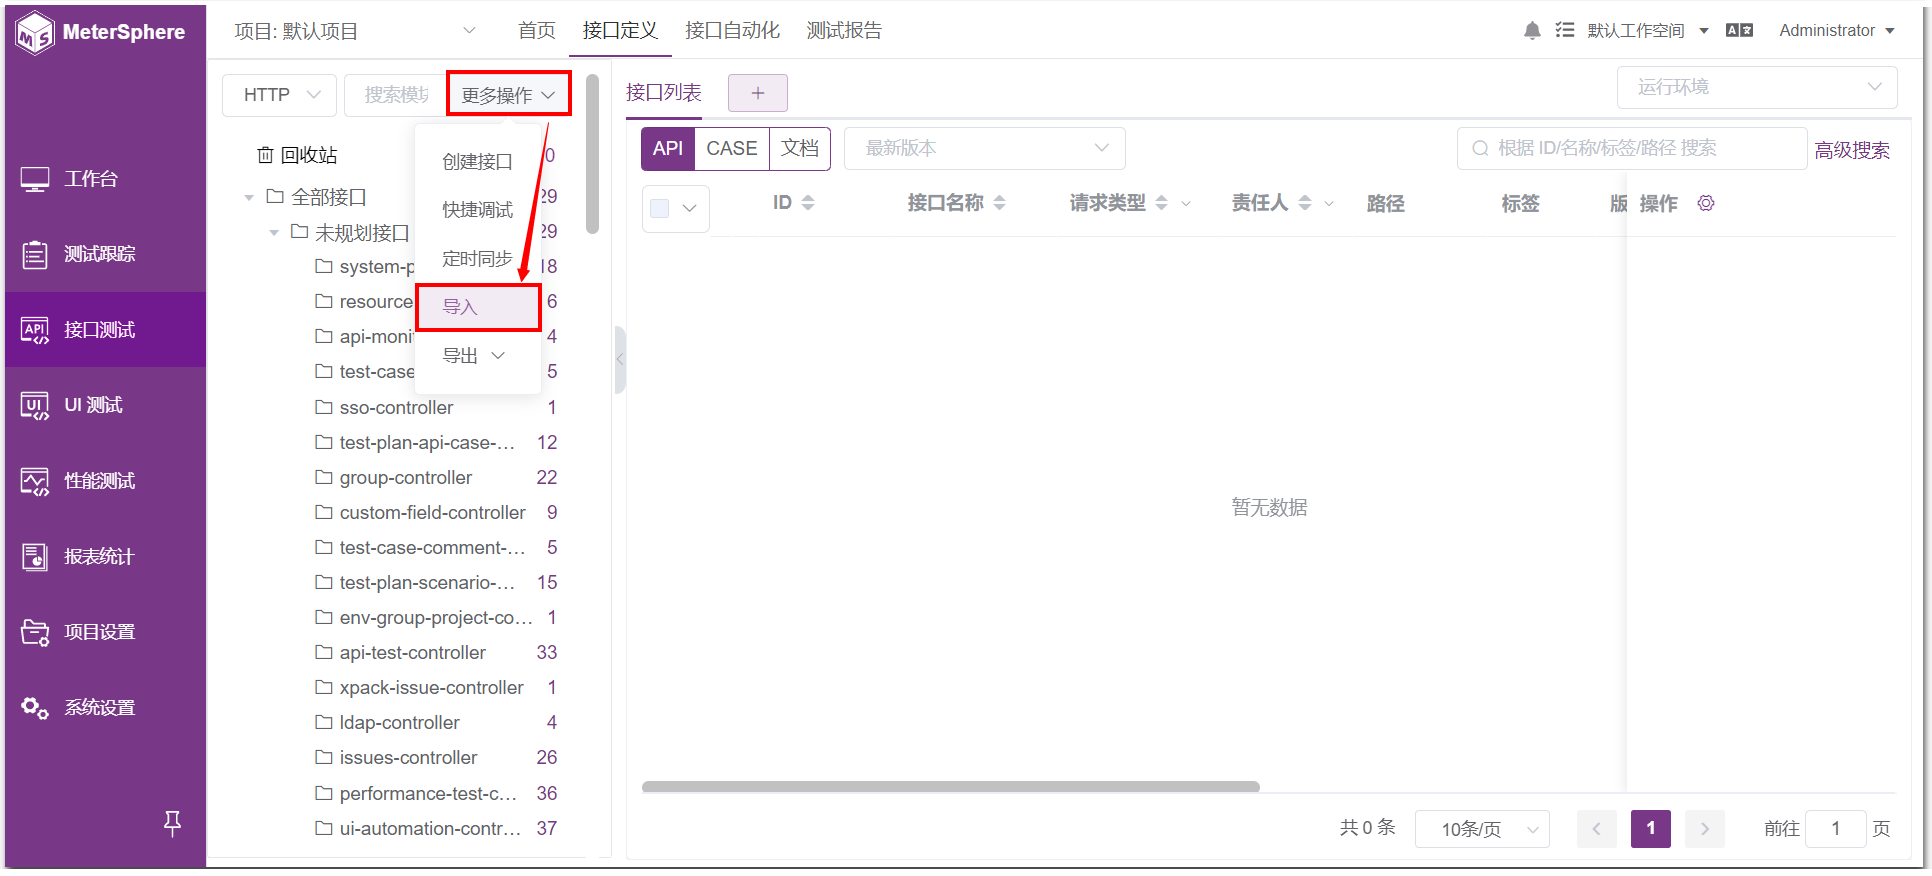 MeterSphere
项目: 默认项目
首页
接口定义
接口自动化
测试报告
默认工作空间
Administrator
工作台
测试跟踪
接口测试
UI 测试
性能测试
报表统计
项目设置
系统设置
HTTP
搜索模块
更多操作
创建接口
快捷调试
定时同步
导入
导出
回收站 0
全部接口 29
未规划接口 29
system-p 18
resource 6
api-moni 4
test-case 5
sso-controller 1
test-plan-api-case-... 12
group-controller 22
custom-field-controller 9
test-case-comment-... 5
test-plan-scenario-... 15
env-group-project-co... 1
api-test-controller 33
xpack-issue-controller 1
ldap-controller 4
issues-controller 26
performance-test-c... 36
ui-automation-contr... 37
接口列表
+
运行环境
API CASE 文档
最新版本
根据 ID/名称/标签/路径 搜索
高级搜索
ID 接口名称 请求类型 责任人 路径 标签 版 操作
暂无数据
共 0 条 10条/页 1 前往 1 页